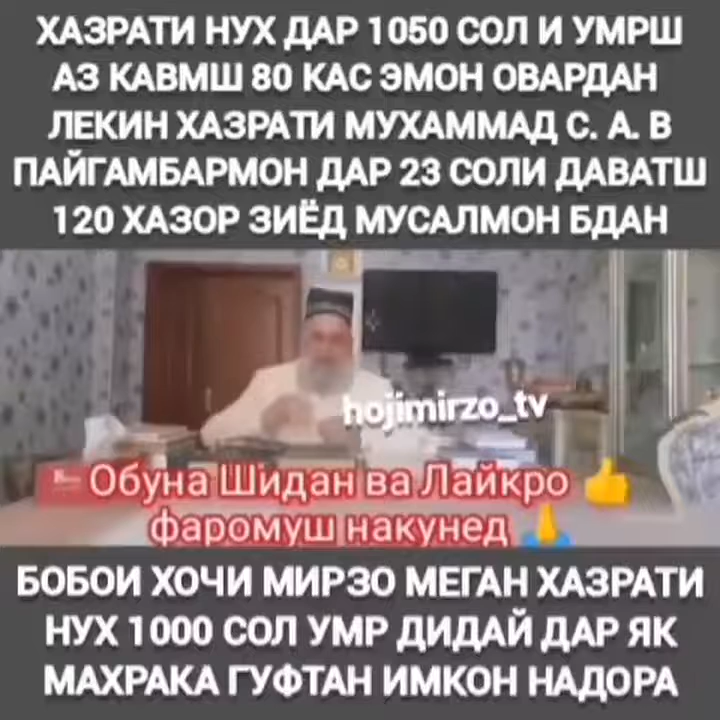 ХАЗРАТИ НУХ ДАР 1050 СОЛ И УМРШ
АЗ КАВМШ 80 КАС ЭМОН ОВАРДАН
ЛЕКИН ХАЗРАТИ МУХАММАД С. А. В
ПАЙГАМБАРМОН ДАР 23 СОЛИ ДАВАТШ
120 ХАЗОР ЗИЁД МУСАЛМОН БДАН
hojimirzo_tv
Обуна Шидан ва Лайкро 👍
фаромуш накунед 🙏
БОБОИ ХОЧИ МИРЗО МЕГАН ХАЗРАТИ
НУХ 1000 СОЛ УМР ДИДАЙ ДАР ЯК
МАХРАКА ГУФТАН ИМКОН НАДОРА